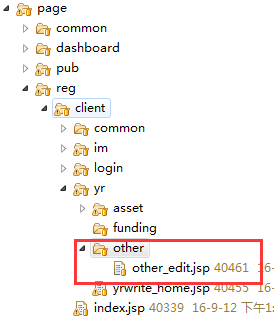 page
common
dashboard
pub
reg
client
common
im
login
yr
asset
funding
other
other_edit.jsp 40461 16-
yrwrite_home.jsp 40455 16-
index.jsp 40339 16-9-12 下午1: